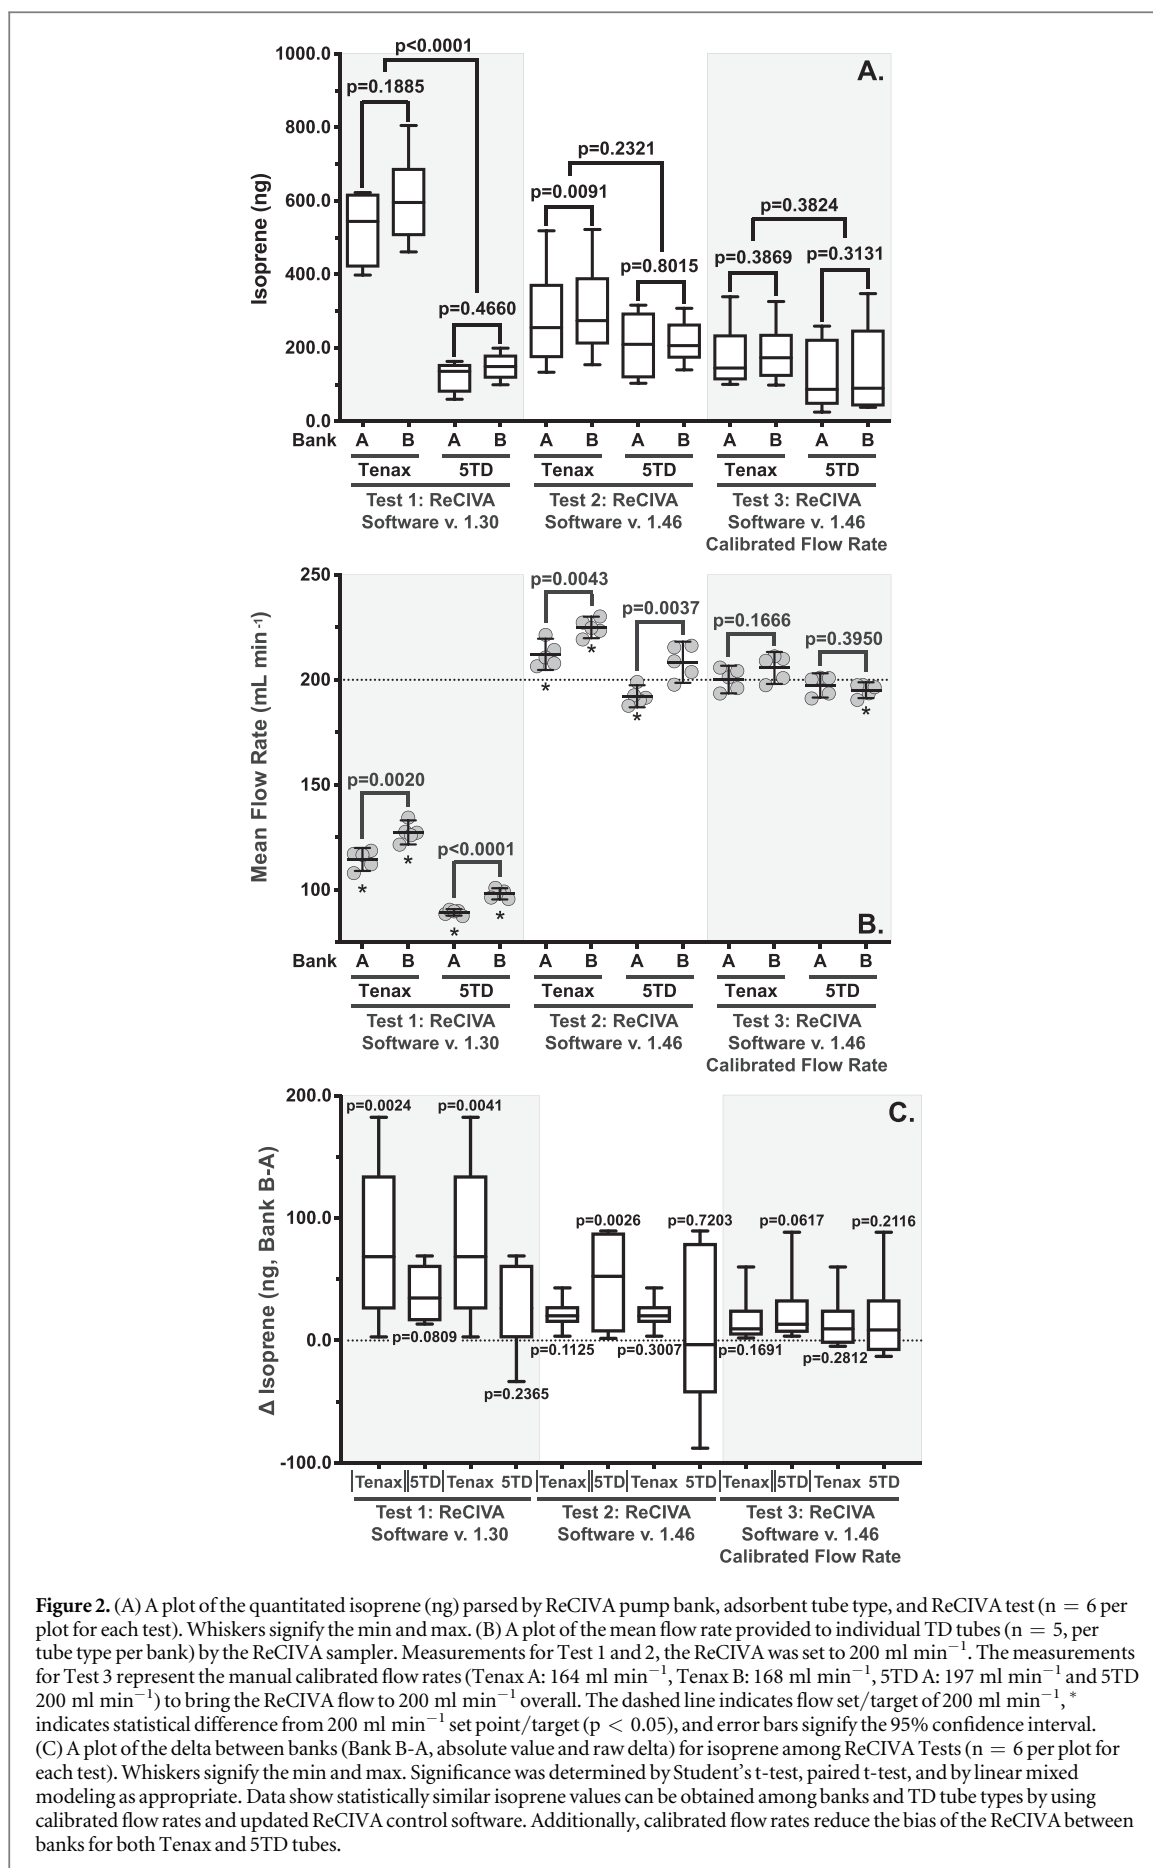 A.
p<0.0001
p=0.1885
p=0.4660
p=0.2321
p=0.0091
p=0.8015
p=0.3824
p=0.3869
p=0.3131
Isoprene (ng)
1000.0
800.0
600.0
400.0
200.0
0.0
Bank A B A B A B A B A B A B
Tenax 5TD Tenax 5TD Tenax 5TD
Test 1: ReCIVA Test 2: ReCIVA Test 3: ReCIVA
Software v. 1.30 Software v. 1.46 Software v. 1.46
Calibrated Flow Rate
B.
p=0.0020
p<0.0001
p=0.0043
p=0.0037
p=0.1666
p=0.3950
* * * * * * * *
Mean Flow Rate (mL min⁻¹)
250
200
150
100
Bank A B A B A B A B A B A B
Tenax 5TD Tenax 5TD Tenax 5TD
Test 1: ReCIVA Test 2: ReCIVA Test 3: ReCIVA
Software v. 1.30 Software v. 1.46 Software v. 1.46
Calibrated Flow Rate
C.
p=0.0024
p=0.0041
p=0.0809
p=0.2365
p=0.0026
p=0.7203
p=0.1125
p=0.3007
p=0.0617
p=0.2116
p=0.1691
p=0.2812
Δ Isoprene (ng, Bank B-A)
200.0
100.0
0.0
-100.0
|Tenax||5TD| Tenax 5TD |Tenax||5TD| Tenax 5TD |Tenax||5TD| Tenax 5TD
Test 1: ReCIVA Test 2: ReCIVA Test 3: ReCIVA
Software v. 1.30 Software v. 1.46 Software v. 1.46
Calibrated Flow Rate
Figure 2. (A) A plot of the quantitated isoprene (ng) parsed by ReCIVA pump bank, adsorbent tube type, and ReCIVA test (n = 6 per
plot for each test). Whiskers signify the min and max. (B) A plot of the mean flow rate provided to individual TD tubes (n = 5, per
tube type per bank) by the ReCIVA sampler. Measurements for Test 1 and 2, the ReCIVA was set to 200 ml min⁻¹. The measurements
for Test 3 represent the manual calibrated flow rates (Tenax A: 164 ml min⁻¹, Tenax B: 168 ml min⁻¹, 5TD A: 197 ml min⁻¹ and 5TD
200 ml min⁻¹) to bring the ReCIVA flow to 200 ml min⁻¹ overall. The dashed line indicates flow set/target of 200 ml min⁻¹, *
indicates statistical difference from 200 ml min⁻¹ set point/target (p < 0.05), and error bars signify the 95% confidence interval.
(C) A plot of the delta between banks (Bank B-A, absolute value and raw delta) for isoprene among ReCIVA Tests (n = 6 per plot for
each test). Whiskers signify the min and max. Significance was determined by Student's t-test, paired t-test, and by linear mixed
modeling as appropriate. Data show statistically similar isoprene values can be obtained among banks and TD tube types by using
calibrated flow rates and updated ReCIVA control software. Additionally, calibrated flow rates reduce the bias of the ReCIVA between
banks for both Tenax and 5TD tubes.